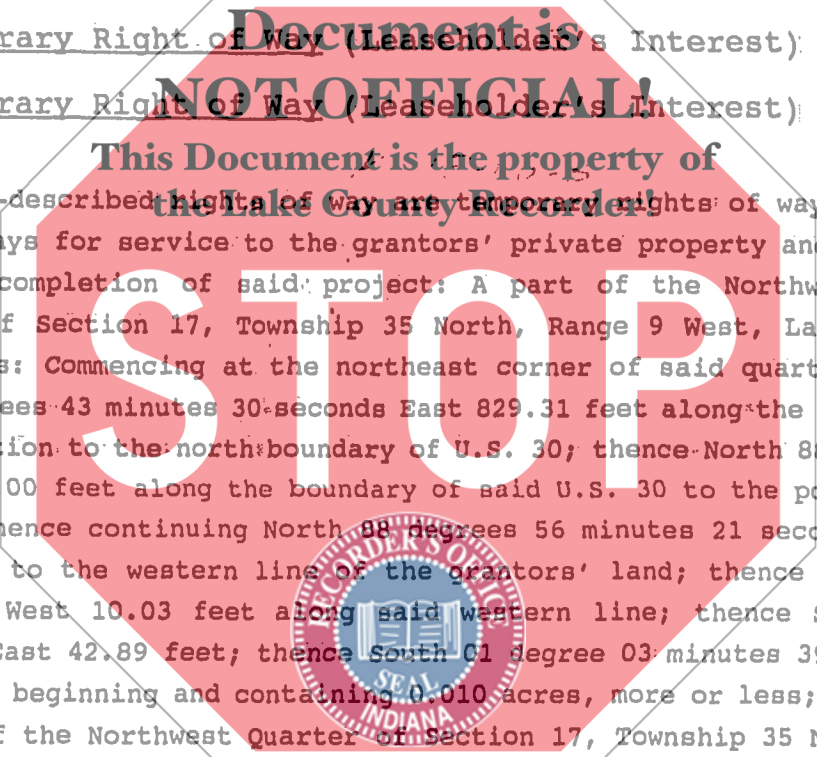 rary Right of Way (Leaseholder's Interest)
Document is
rary Right of Way (Leaseholder's Interest)
NOT OFFICIAL!
This Document is the property of
the Lake County Recorder!
-described rights of way are temporary rights of way
ys for service to the grantors' private property an
completion of said project: A part of the Northw
f Section 17, Township 35 North, Range 9 West, La
s: Commencing at the northeast corner of said quart
ees 43 minutes 30 seconds East 829.31 feet along the
ion to the north boundary of U.S. 30; thence North 8
00 feet along the boundary of said U.S. 30 to the po
STOP
hence continuing North 88 degrees 56 minutes 21 seco
to the western line of the grantors' land; thence
West 10.03 feet along said western line; thence S
East 42.89 feet; thence South 01 degree 03 minutes 39
beginning and containing 0.010 acres, more or less;
f the Northwest Quarter of Section 17, Township 35 N
RECORDER'S OFFICE
SEAL
INDIANA